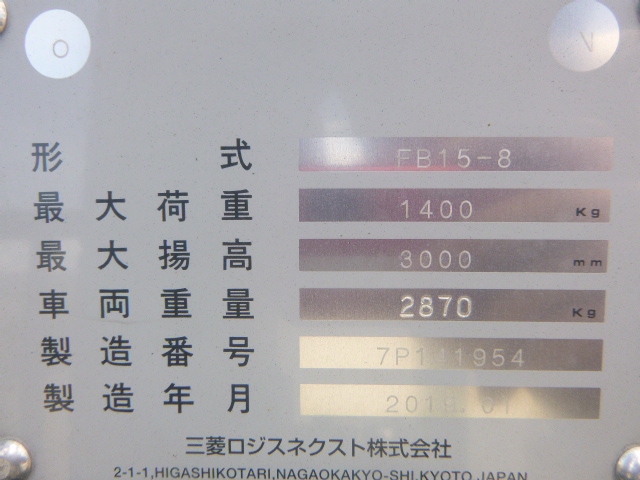 O V
形式 FB15-8
最大荷重 1400 Kg
最大揚高 3000 mm
車両重量 2870 Kg
製造番号
製造年月
三菱ロジスネクスト株式会社
2-1-1,HIGASHIKOTARI,NAGAOKAKYO-SHI,KYOTO,JAPAN